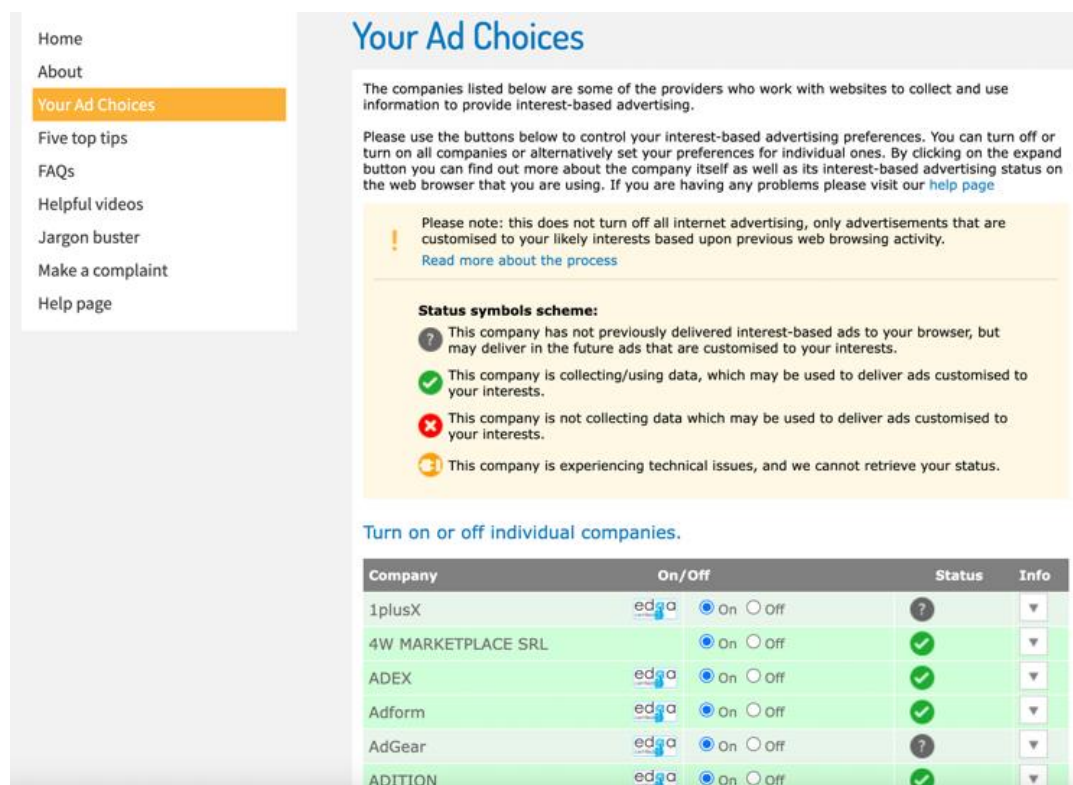 Home
About
Your Ad Choices
Five top tips
FAQs
Helpful videos
Jargon buster
Make a complaint
Help page
Your Ad Choices
The companies listed below are some of the providers who work with websites to collect and use
information to provide interest-based advertising.
Please use the buttons below to control your interest-based advertising preferences. You can turn off or
turn on all companies or alternatively set your preferences for individual ones. By clicking on the expand
button you can find out more about the company itself as well as its interest-based advertising status on
the web browser that you are using. If you are having any problems please visit our help page
Please note: this does not turn off all internet advertising, only advertisements that are
customised to your likely interests based upon previous web browsing activity.
Read more about the process
Status symbols scheme:
This company has not previously delivered interest-based ads to your browser, but
may deliver in the future ads that are customised to your interests.
This company is collecting/using data, which may be used to deliver ads customised to
your interests.
This company is not collecting data which may be used to deliver ads customised to
your interests.
This company is experiencing technical issues, and we cannot retrieve your status.
Turn on or off individual companies.
Company On/Off Status Info
1plusX edaa On Off
4W MARKETPLACE SRL On Off
ADEX edaa On Off
Adform edaa On Off
AdGear edaa On Off
ADITION edaa On Off